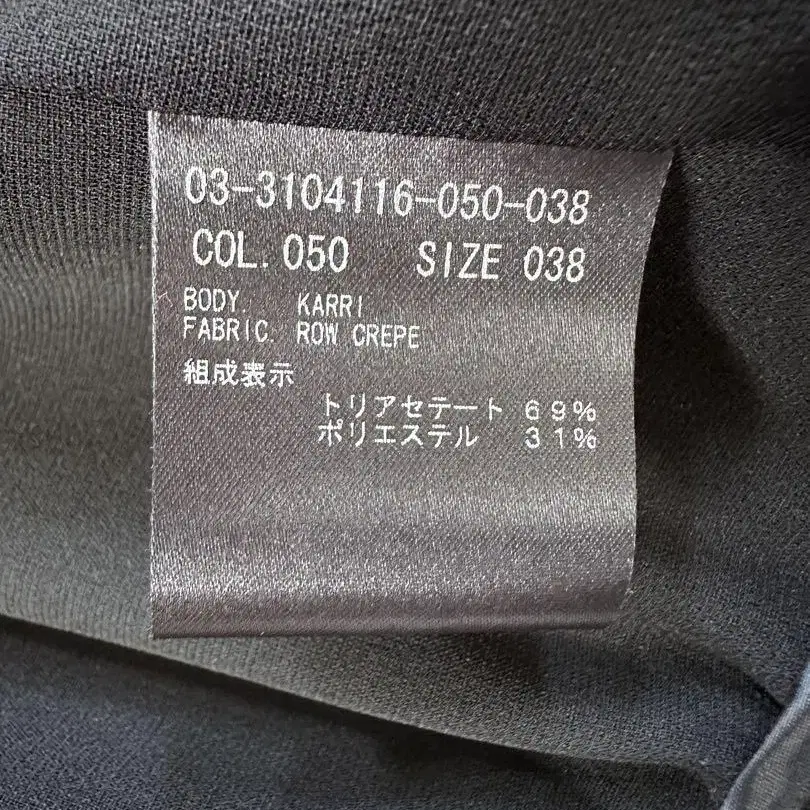 03-3104116-050-038
COL. 050 SIZE 038
BODY. KARRI
FABRIC. ROW CREPE
組成表示
トリアセテート 69%
ポリエステル 31%